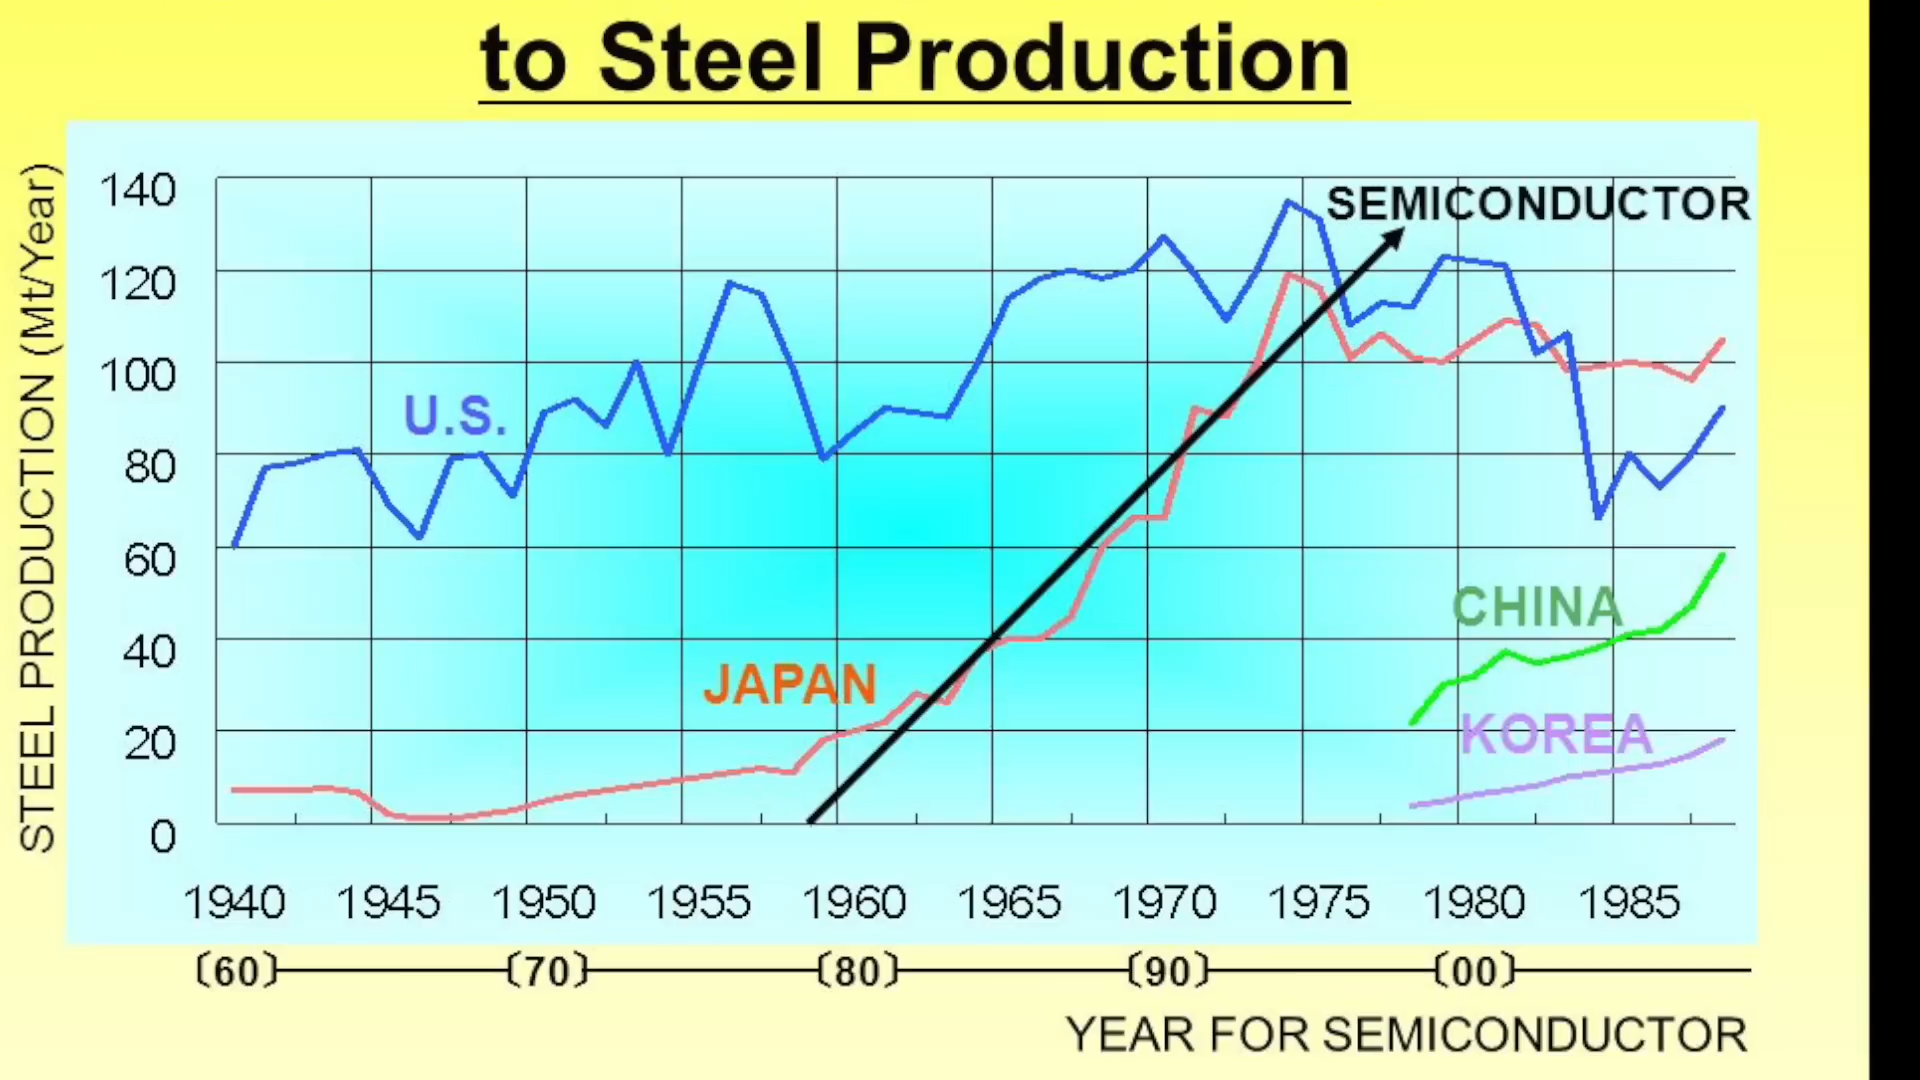 to Steel Production
STEEL PRODUCTION (Mt/Year)
140
120
100
80
60
40
20
0
SEMICONDUCTOR
U.S.
JAPAN
CHINA
KOREA
1940 1945 1950 1955 1960 1965 1970 1975 1980 1985
(60) (70) (80) (90) (00)
YEAR FOR SEMICONDUCTOR